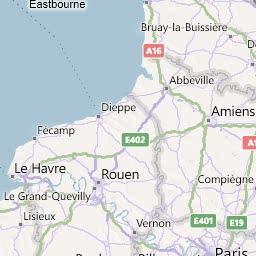 Eastbourne
Bruay-la-Buissière
A16
Abbeville
Dieppe
Amiens
Fécamp
E402
Le Havre
Rouen
Compiègne
Le Grand-Quevilly
Lisieux
Vernon
E401
E19
Paris